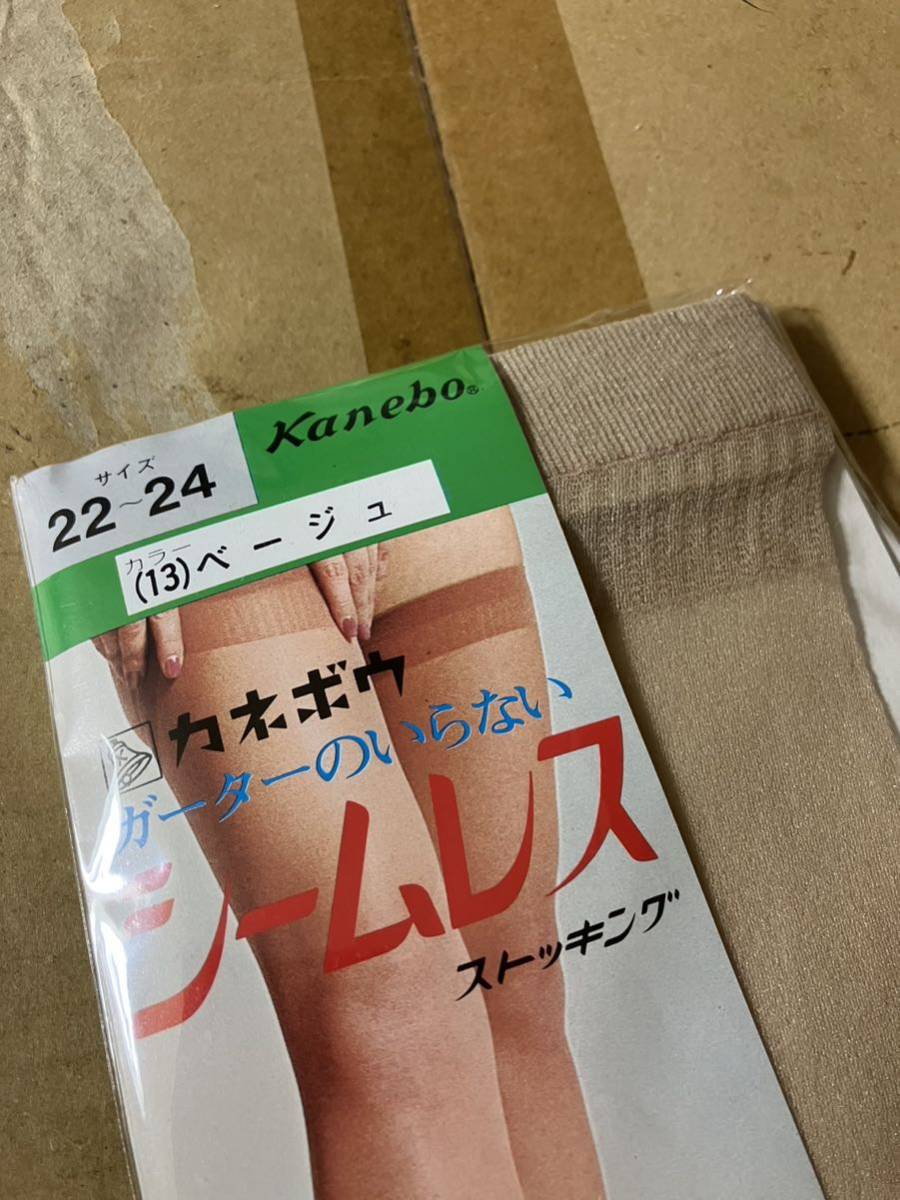 Kanebo®
サイズ
22~24
カラー
(13)ベージュ
カネボウ
ガーターのいらない
シームレス
ストッキング